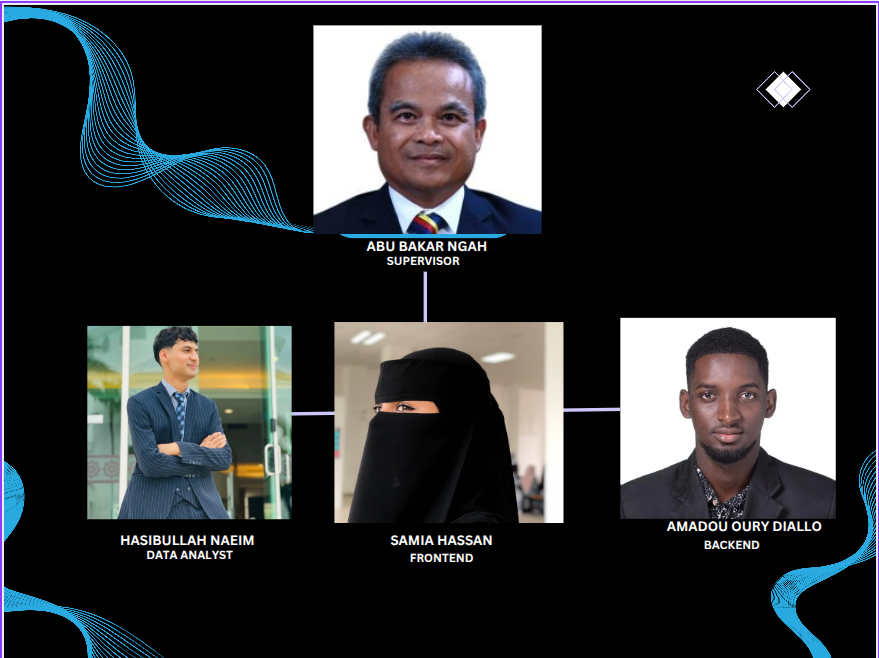 ABU BAKAR NGAH
SUPERVISOR
HASIBULLAH NAEIM
DATA ANALYST
SAMIA HASSAN
FRONTEND
AMADOU OURY DIALLO
BACKEND